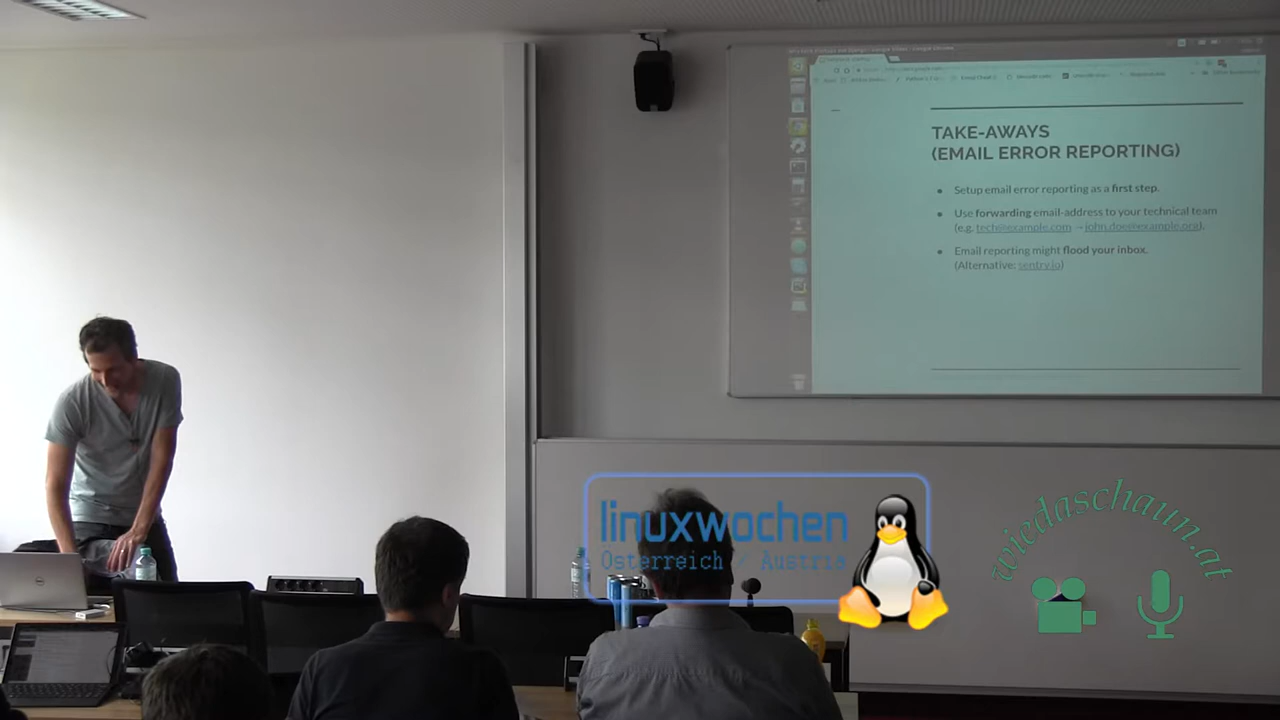 TAKE-AWAYS
(EMAIL ERROR REPORTING)
● Setup email error reporting as a first step.
● Use forwarding email-address to your technical team
(e.g. tech@example.com → john.doe@example.org).
● Email reporting might flood your inbox.
(Alternative: sentry.io)
linuxwochen
Österreich / Austria
wiedaschaun.at